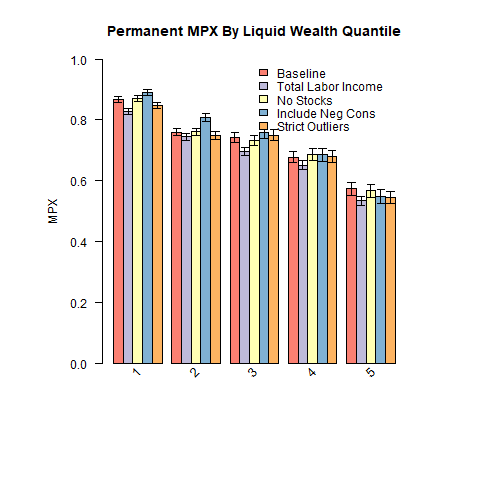 Permanent MPX By Liquid Wealth Quantile
1.0
0.8
0.6
0.4
0.2
0.0
MPX
Baseline
Total Labor Income
No Stocks
Include Neg Cons
Strict Outliers
1
2
3
4
5